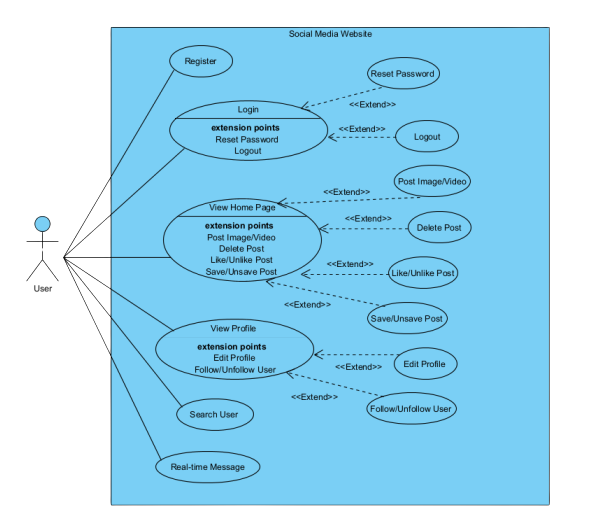 Social Media Website
Register
Reset Password
<<Extend>>
Login
extension points
Reset Password
Logout
<<Extend>>
Logout
Post Image/Video
<<Extend>>
View Home Page
extension points
Post Image/Video
Delete Post
Like/Unlike Post
Save/Unsave Post
<<Extend>>
Delete Post
<<Extend>>
Like/Unlike Post
<<Extend>>
Save/Unsave Post
User
View Profile
extension points
Edit Profile
Follow/Unfollow User
<<Extend>>
Edit Profile
<<Extend>>
Follow/Unfollow User
Search User
Real-time Message